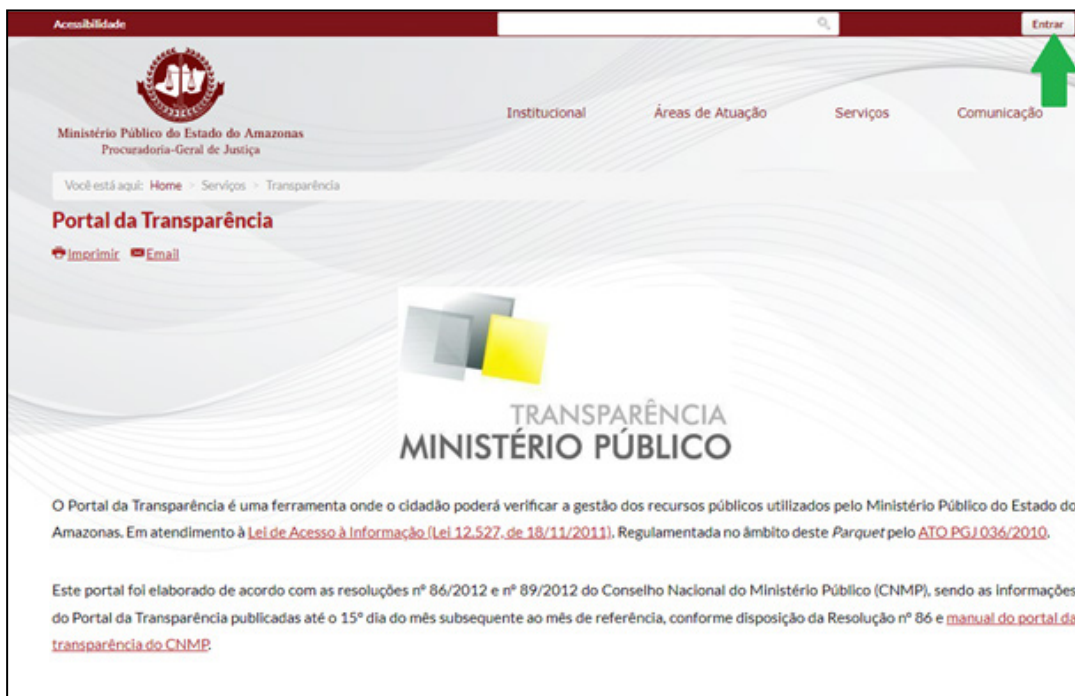 Acessibilidade
Entrar
Institucional Áreas de Atuação Serviços Comunicação
Ministério Público do Estado do Amazonas
Procuradoria-Geral de Justiça
Você está aqui: Home > Serviços > Transparência
Portal da Transparência
Imprimir Email
TRANSPARÊNCIA
MINISTÉRIO PÚBLICO
O Portal da Transparência é uma ferramenta onde o cidadão poderá verificar a gestão dos recursos públicos utilizados pelo Ministério Público do Estado do
Amazonas. Em atendimento à Lei de Acesso à Informação (Lei 12.527, de 18/11/2011). Regulamentada no âmbito deste Parquet pelo ATO PGJ 036/2010.
Este portal foi elaborado de acordo com as resoluções nº 86/2012 e nº 89/2012 do Conselho Nacional do Ministério Público (CNMP), sendo as informações
do Portal da Transparência publicadas até o 15º dia do mês subsequente ao mês de referência, conforme disposição da Resolução nº 86 e manual do portal da
transparência do CNMP.